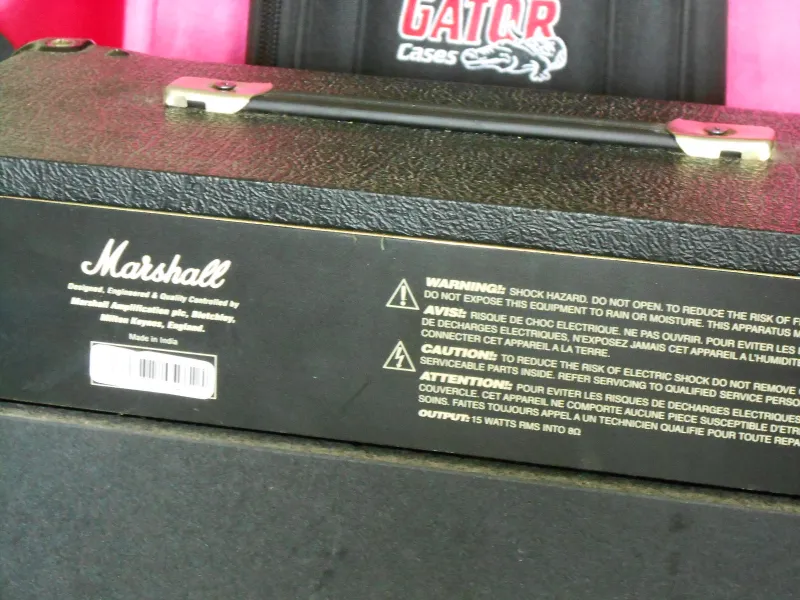 GATOR
Cases
Marshall
Designed, Engineered & Quality Controlled by
Marshall Amplification plc, Bletchley,
Milton Keynes, England.
Made in India
WARNING!: SHOCK HAZARD. DO NOT OPEN. TO REDUCE THE RISK OF
DO NOT EXPOSE THIS EQUIPMENT TO RAIN OR MOISTURE. THIS APPARATUS
AVIS!: RISQUE DE CHOC ELECTRIQUE. NE PAS OUVRIR. POUR EVITER LES
DE DECHARGES ELECTRIQUES, N'EXPOSEZ JAMAIS CET APPAREIL A L'HUMIDIT
CONNECTER CET APPAREIL A LA TERRE.
CAUTION!: TO REDUCE THE RISK OF ELECTRIC SHOCK DO NOT REMOVE
SERVICEABLE PARTS INSIDE. REFER SERVICING TO QUALIFIED SERVICE PERSO
ATTENTION!: POUR EVITER LES RISQUES DE DECHARGES ELECTRIQUES
COUVERCLE. CET APPAREIL NE COMPORTE AUCUNE PIECE SUSCEPTIBLE D'ETR
SOINS. FAITES TOUJOURS APPEL A UN TECHNICIEN QUALIFIE POUR TOUTE REPA
OUTPUT: 15 WATTS RMS INTO 8Ω